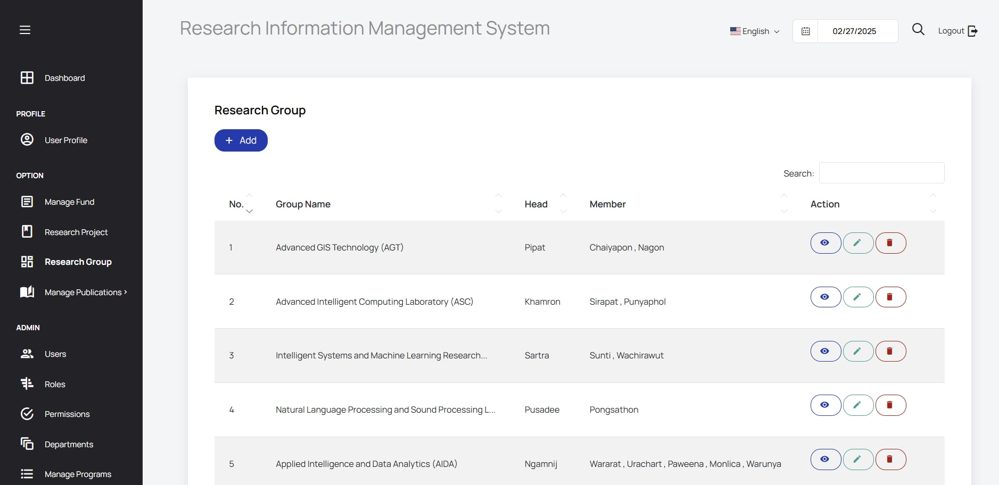 Research Information Management System
English
02/27/2025
Logout
Dashboard
PROFILE
User Profile
OPTION
Manage Fund
Research Project
Research Group
Manage Publications
ADMIN
Users
Roles
Permissions
Departments
Manage Programs
Research Group
+ Add
Search:
No. Group Name Head Member Action
1 Advanced GIS Technology (AGT) Pipat Chaiyapon , Nagon
2 Advanced Intelligent Computing Laboratory (ASC) Khamron Sirapat , Punyaphol
3 Intelligent Systems and Machine Learning Research... Sartra Sunti , Wachirawut
4 Natural Language Processing and Sound Processing L... Pusadee Pongsathon
5 Applied Intelligence and Data Analytics (AIDA) Ngamnij Wararat , Urachart , Paweena , Monlica , Warunya